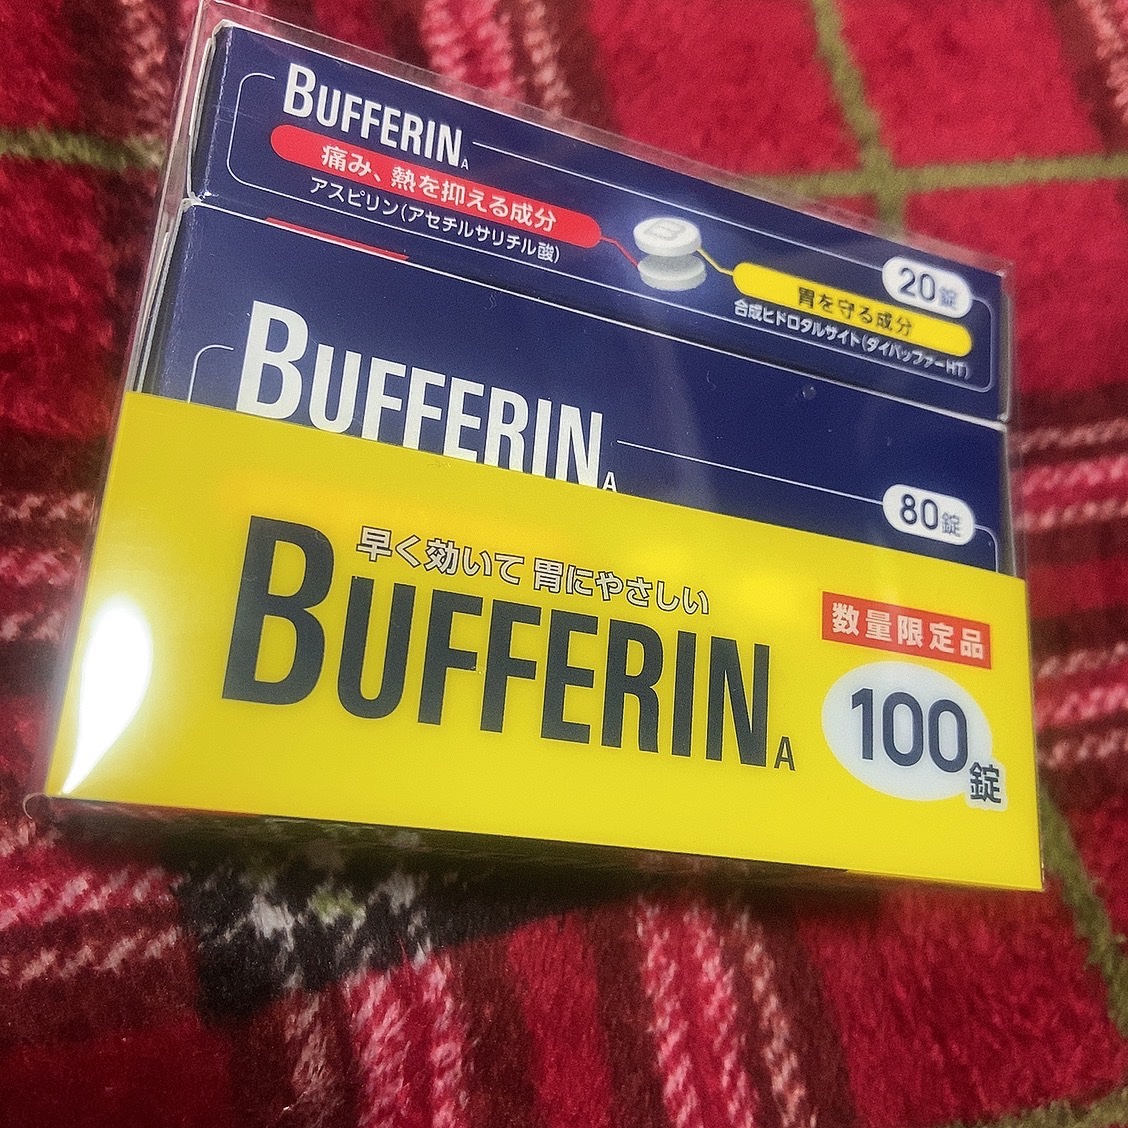 BUFFERIN A
痛み、熱を抑える成分
アスピリン(アセチルサリチル酸)
20錠
胃を守る成分
合成ヒドロタルサイト(ダイバッファーHT)
BUFFERIN A
80錠
早く効いて 胃にやさしい
BUFFERIN A
数量限定品
100錠